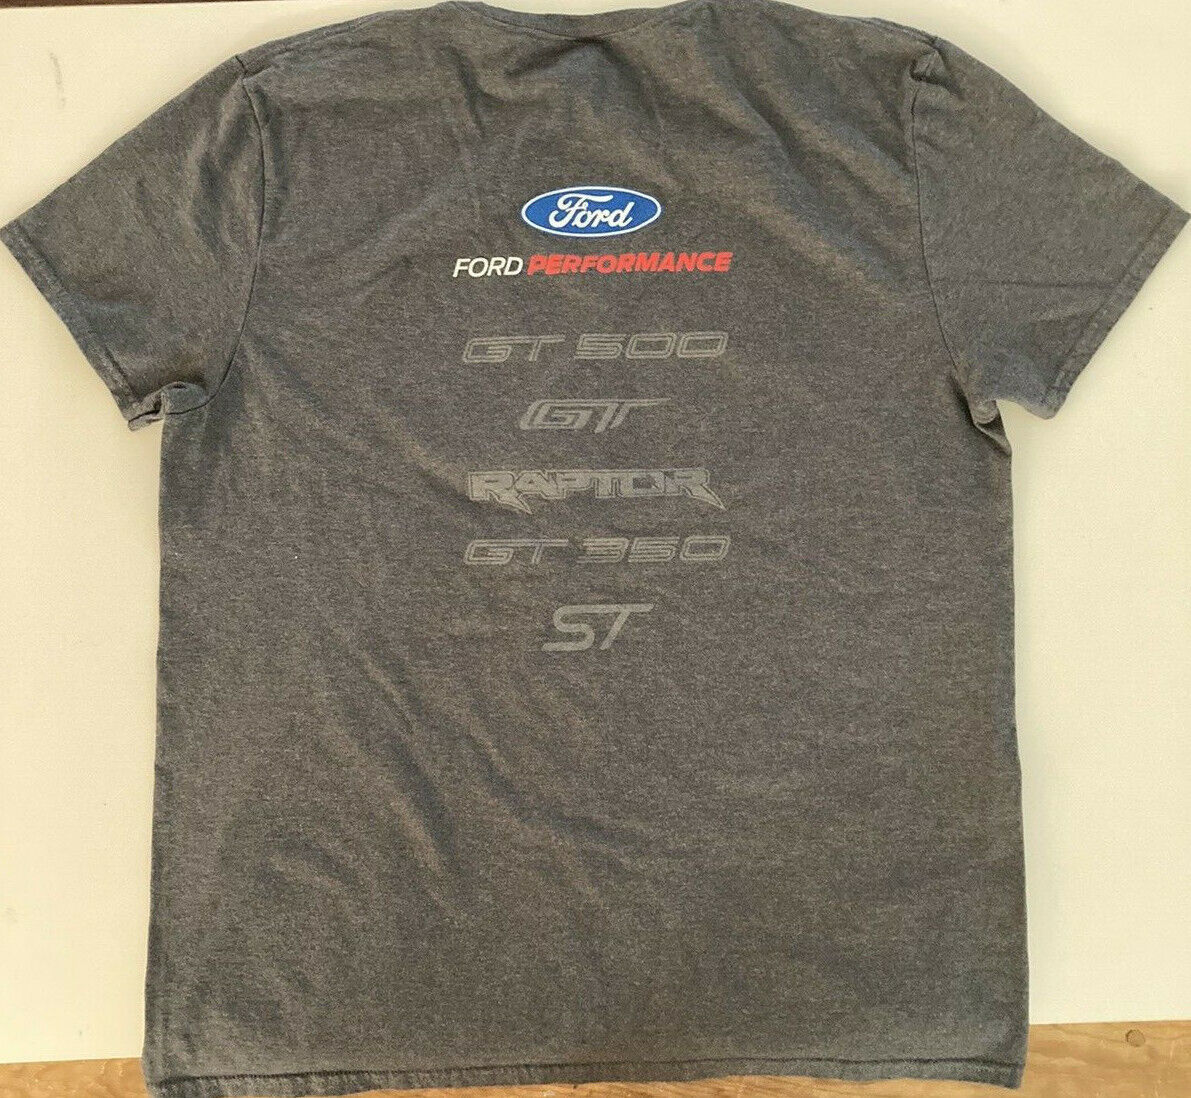 Ford
FORD PERFORMANCE
GT 500
GT
RAPTOR
GT 350
ST